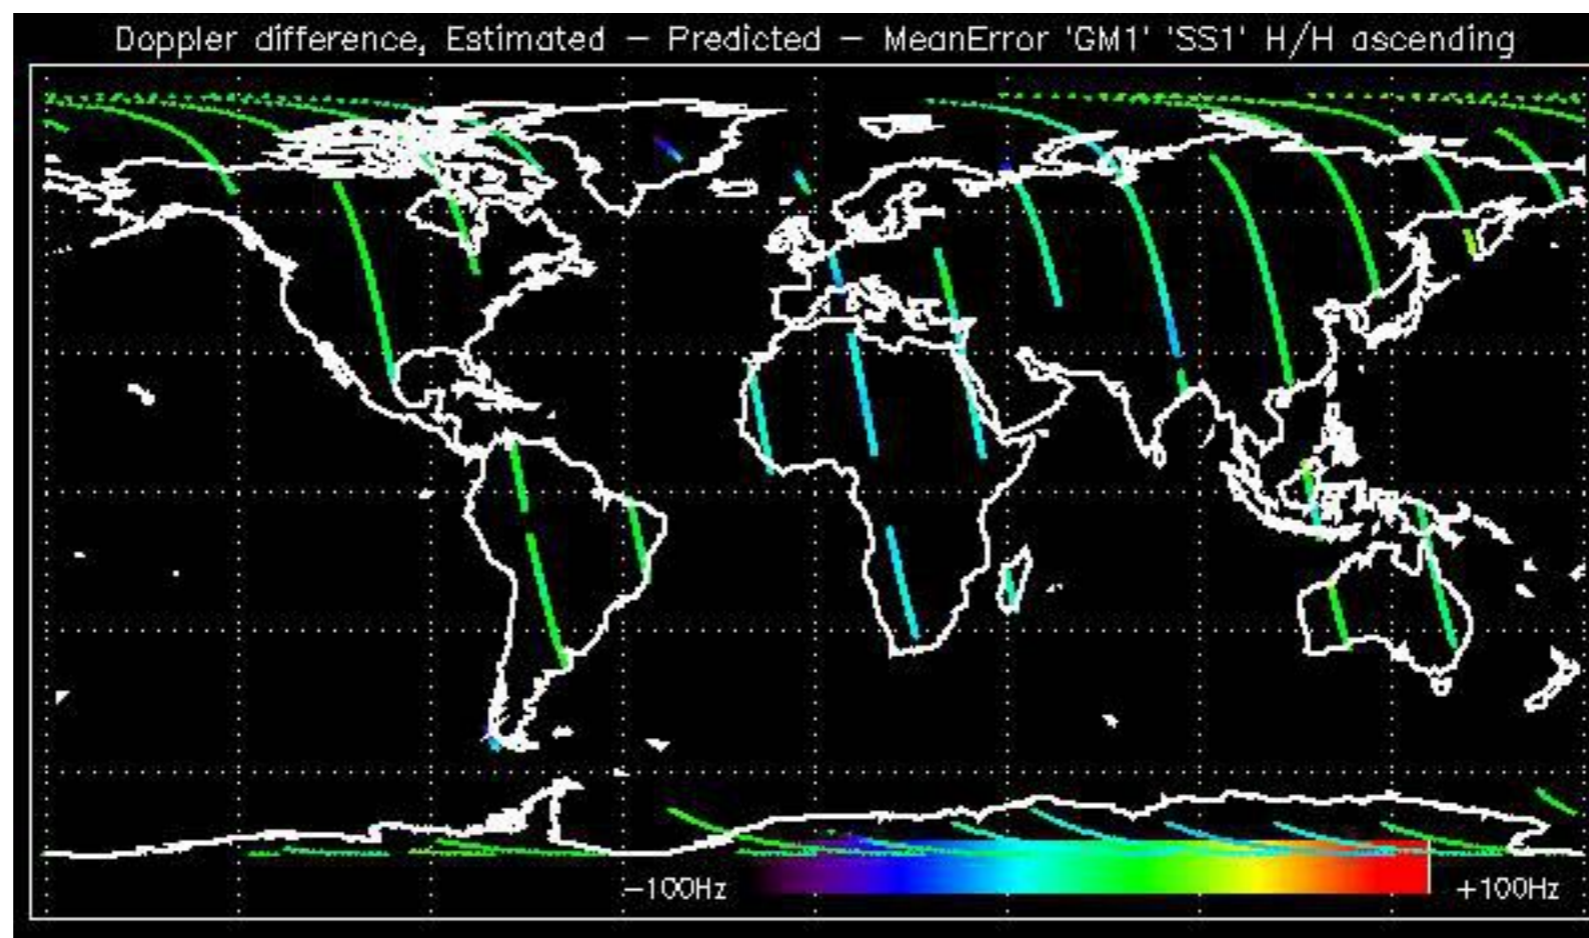 Doppler difference, Estimated − Predicted − MeanError 'GM1' 'SS1' H/H ascending
−100Hz +100Hz